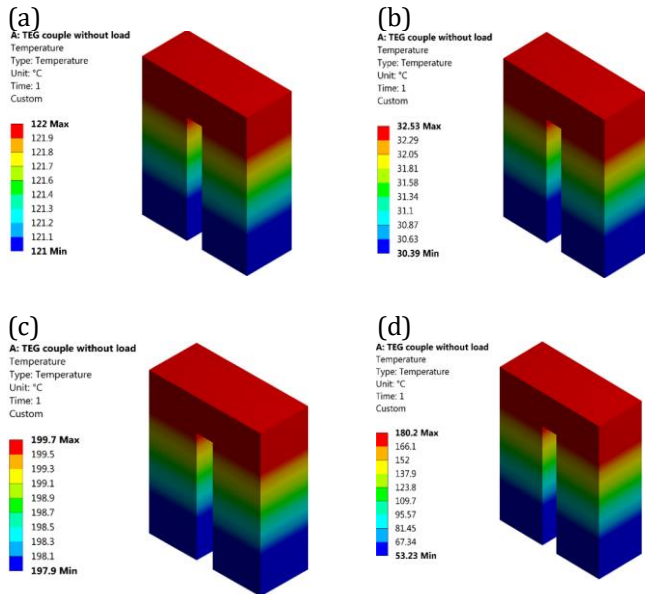 (a)
A: TEG couple without load
Temperature
Type: Temperature
Unit: °C
Time: 1
Custom
122 Max
121.9
121.8
121.7
121.6
121.4
121.3
121.2
121.1
121 Min
(b)
A: TEG couple without load
Temperature
Type: Temperature
Unit: °C
Time: 1
Custom
32.53 Max
32.29
32.05
31.81
31.58
31.34
31.1
30.87
30.63
30.39 Min
(c)
A: TEG couple without load
Temperature
Type: Temperature
Unit: °C
Time: 1
Custom
199.7 Max
199.5
199.3
199.1
198.9
198.7
198.5
198.3
198.1
197.9 Min
(d)
A: TEG couple without load
Temperature
Type: Temperature
Unit: °C
Time: 1
Custom
180.2 Max
166.1
152
137.9
123.8
109.7
95.57
81.45
67.34
53.23 Min